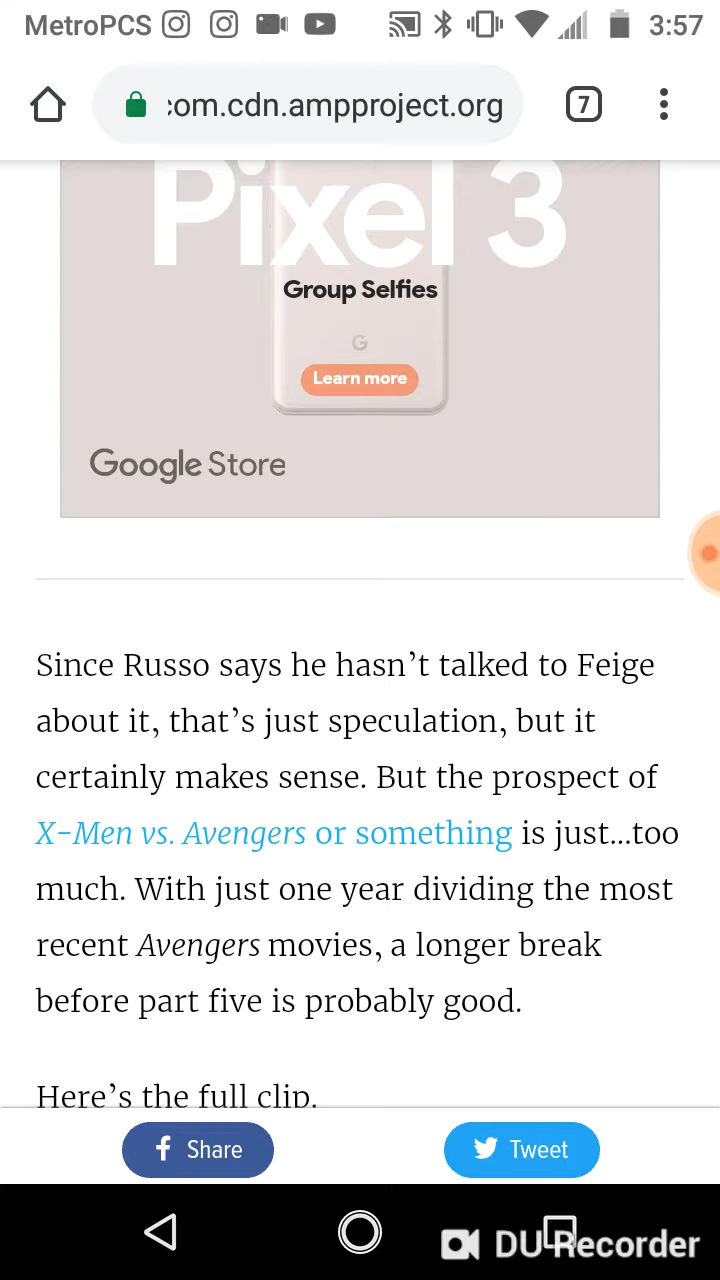 MetroPCS 3:57
:om.cdn.ampproject.org 7
Pixel 3
Group Selfies
G
Learn more
Google Store
Since Russo says he hasn’t talked to Feige
about it, that’s just speculation, but it
certainly makes sense. But the prospect of
X-Men vs. Avengers or something is just...too
much. With just one year dividing the most
recent Avengers movies, a longer break
before part five is probably good.
Here’s the full clip.
Share Tweet
DU Recorder